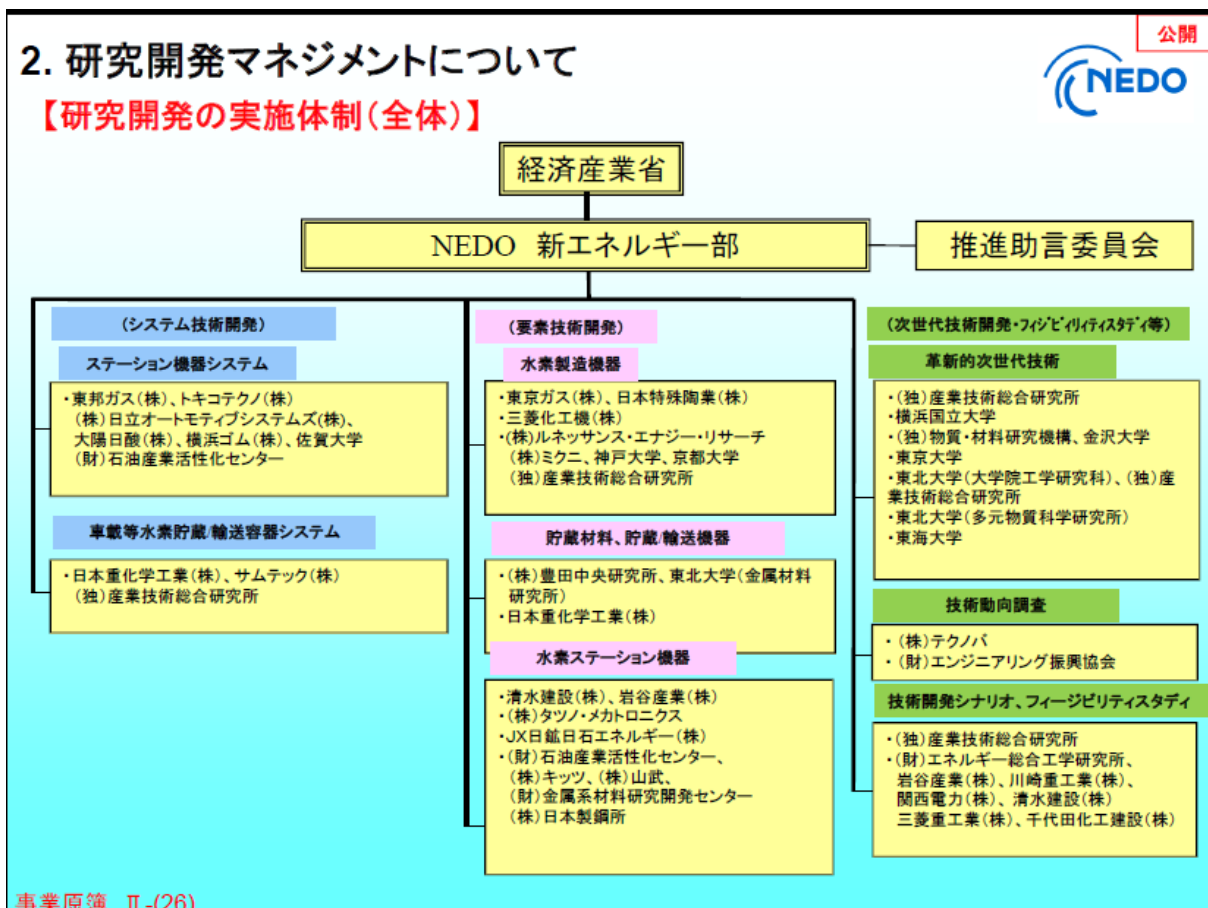 公開
2. 研究開発マネジメントについて
NEDO
【研究開発の実施体制(全体)】
経済産業省
NEDO 新エネルギー部
推進助言委員会
(システム技術開発)
ステーション機器システム
・東邦ガス(株)、トキコテクノ(株)
(株)日立オートモティブシステムズ(株)、
大陽日酸(株)、横浜ゴム(株)、佐賀大学
(財)石油産業活性化センター
車載等水素貯蔵/輸送容器システム
・日本重化学工業(株)、サムテック(株)
(独)産業技術総合研究所
(要素技術開発)
水素製造機器
・東京ガス(株)、日本特殊陶業(株)
・三菱化工機(株)
・(株)ルネッサンス・エナジー・リサーチ
(株)ミクニ、神戸大学、京都大学
(独)産業技術総合研究所
貯蔵材料、貯蔵/輸送機器
・(株)豊田中央研究所、東北大学(金属材料
研究所)
・日本重化学工業(株)
水素ステーション機器
・清水建設(株)、岩谷産業(株)
・(株)タツノ・メカトロニクス
・JX日鉱日石エネルギー(株)
・(財)石油産業活性化センター、
(株)キッツ、(株)山武、
(財)金属系材料研究開発センター
(株)日本製鋼所
(次世代技術開発・フィジビィリィティスタディ等)
革新的次世代技術
・(独)産業技術総合研究所
・横浜国立大学
・(独)物質・材料研究機構、金沢大学
・東京大学
・東北大学(大学院工学研究科)、(独)産
業技術総合研究所
・東北大学(多元物質科学研究所)
・東海大学
技術動向調査
・(株)テクノバ
・(財)エンジニアリング振興協会
技術開発シナリオ、フィージビリティスタディ
・(独)産業技術総合研究所
・(財)エネルギー総合工学研究所、
岩谷産業(株)、川崎重工業(株)、
関西電力(株)、清水建設(株)
三菱重工業(株)、千代田化工建設(株)
事業原簿 Ⅱ-(26)